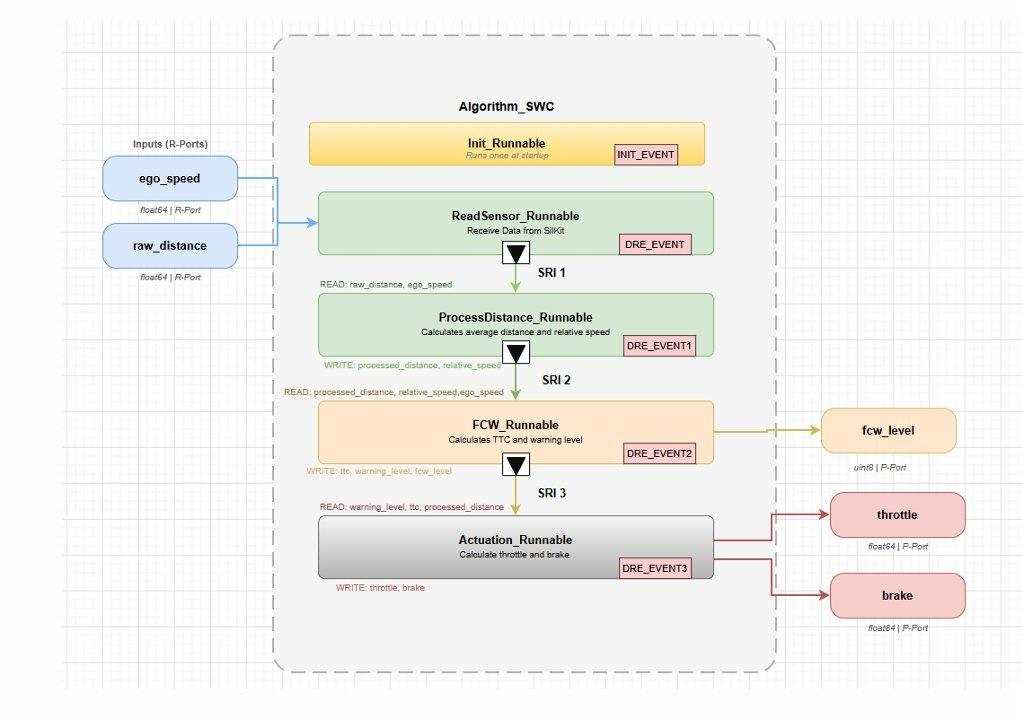 Algorithm_SWC
Init_Runnable
Runs once at startup
INIT_EVENT
Inputs (R-Ports)
ego_speed
float64 | R-Port
raw_distance
float64 | R-Port
ReadSensor_Runnable
Receive Data from SilKit
DRE_EVENT
SRI 1
READ: raw_distance, ego_speed
ProcessDistance_Runnable
Calculates average distance and relative speed
DRE_EVENT1
WRITE: processed_distance, relative_speed
SRI 2
READ: processed_distance, relative_speed,ego_speed
FCW_Runnable
Calculates TTC and warning level
DRE_EVENT2
WRITE: ttc, warning_level, fcw_level
SRI 3
READ: warning_level, ttc, processed_distance
Actuation_Runnable
Calculate throttle and brake
DRE_EVENT3
WRITE: throttle, brake
fcw_level
uint8 | P-Port
throttle
float64 | P-Port
brake
float64 | P-Port